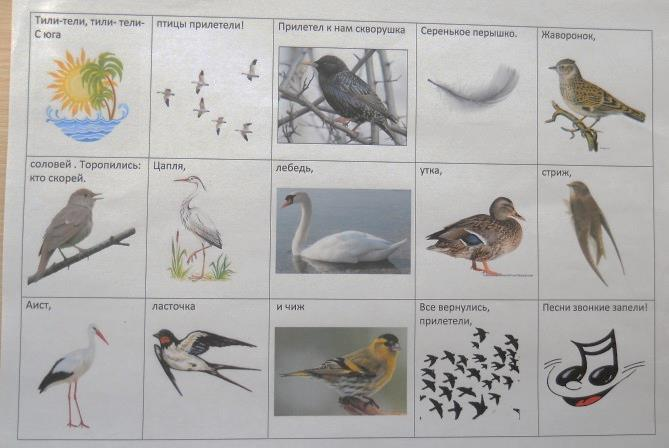 Тили-тели, тили- тели-
С юга
птицы прилетели!
Прилетел к нам скворушка
Серенькое перышко.
Жаворонок,
соловей . Торопились:
кто скорей.
Цапля,
лебедь,
утка,
стриж,
Аист,
ласточка
и чиж
Все вернулись,
прилетели,
Песни звонкие запели!